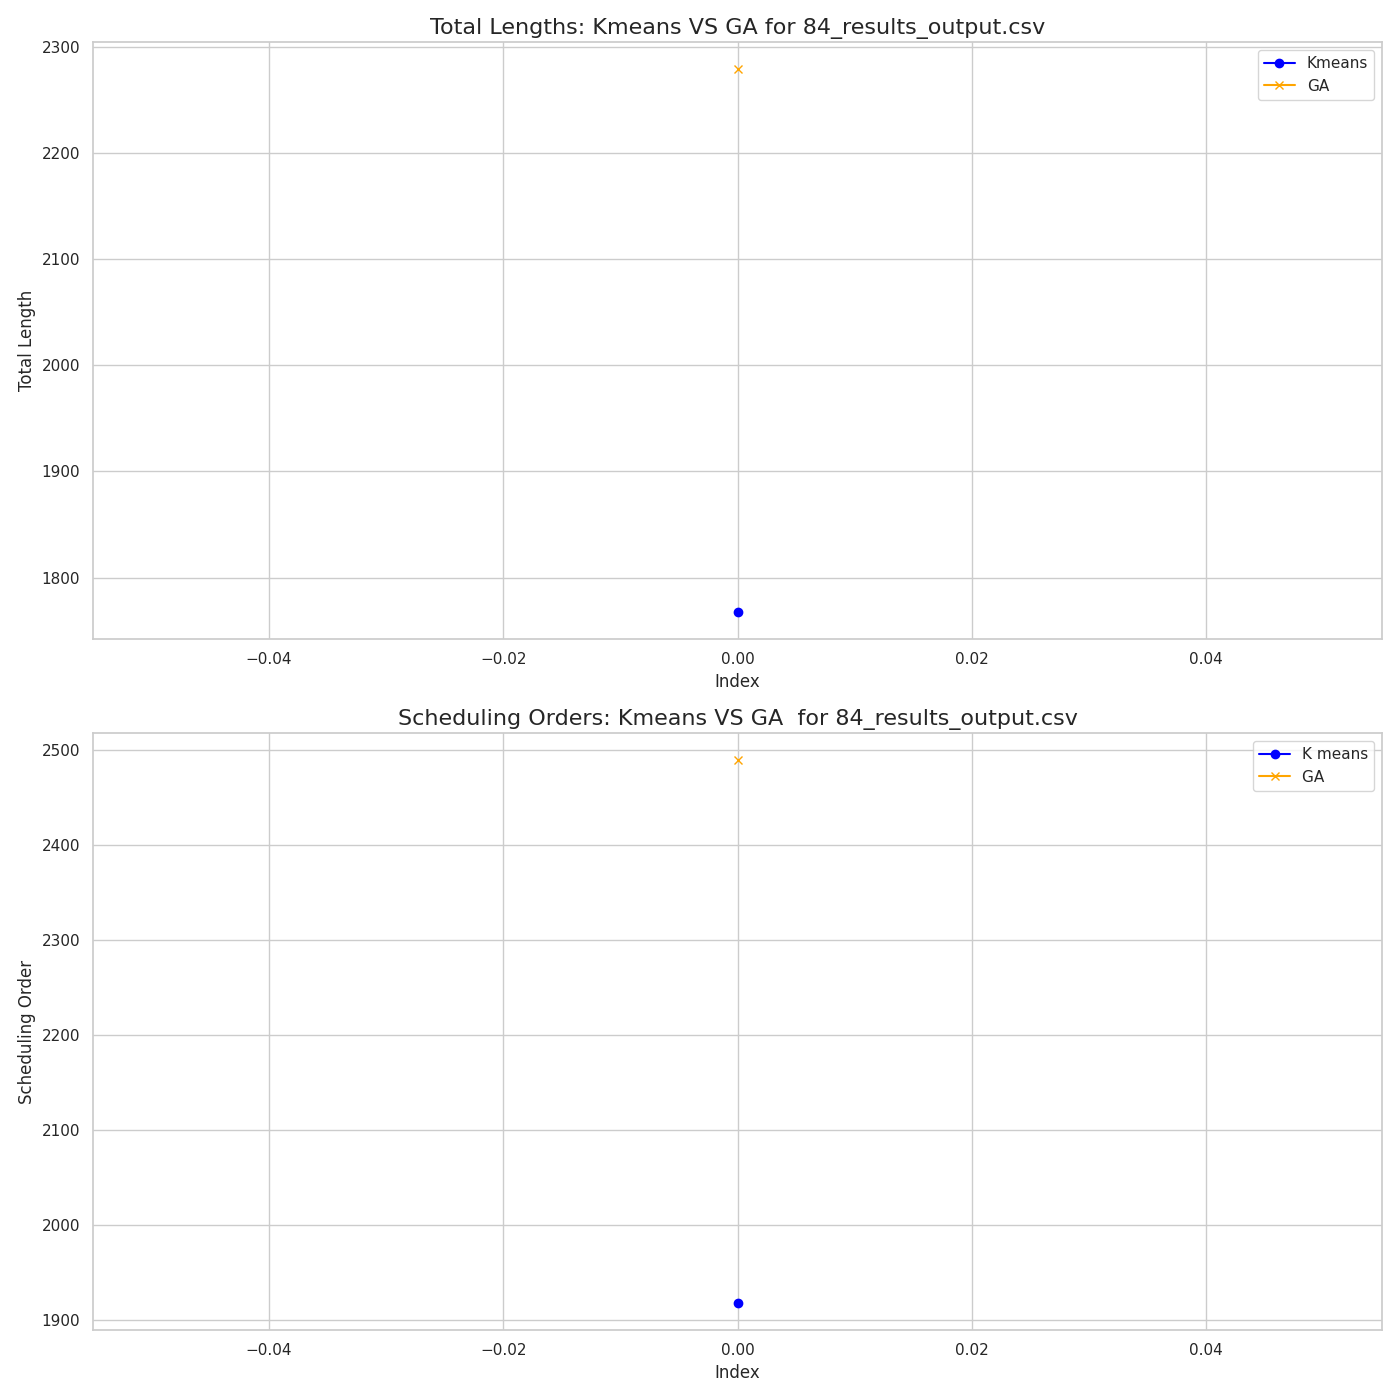 Total Lengths: Kmeans VS GA for 84_results_output.csv
2300
2200
2100
2000
1900
1800
Total Length
Kmeans
GA
−0.04 −0.02 0.00 0.02 0.04
Index
Scheduling Orders: Kmeans VS GA  for 84_results_output.csv
2500
2400
2300
2200
2100
2000
1900
Scheduling Order
K means
GA
−0.04 −0.02 0.00 0.02 0.04
Index